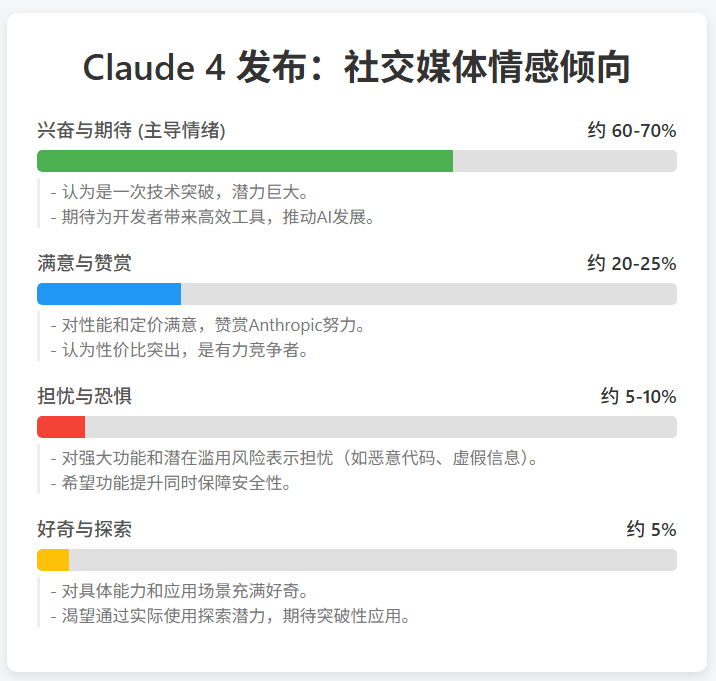 Claude 4 发布：社交媒体情感倾向
兴奋与期待 (主导情绪)
约 60-70%
- 认为是一次技术突破，潜力巨大。
- 期待为开发者带来高效工具，推动AI发展。
满意与赞赏
约 20-25%
- 对性能和定价满意，赞赏Anthropic努力。
- 认为性价比突出，是有力竞争者。
担忧与恐惧
约 5-10%
- 对强大功能和潜在滥用风险表示担忧（如恶意代码、虚假信息）。
- 希望功能提升同时保障安全性。
好奇与探索
约 5%
- 对具体能力和应用场景充满好奇。
- 渴望通过实际使用探索潜力，期待突破性应用。